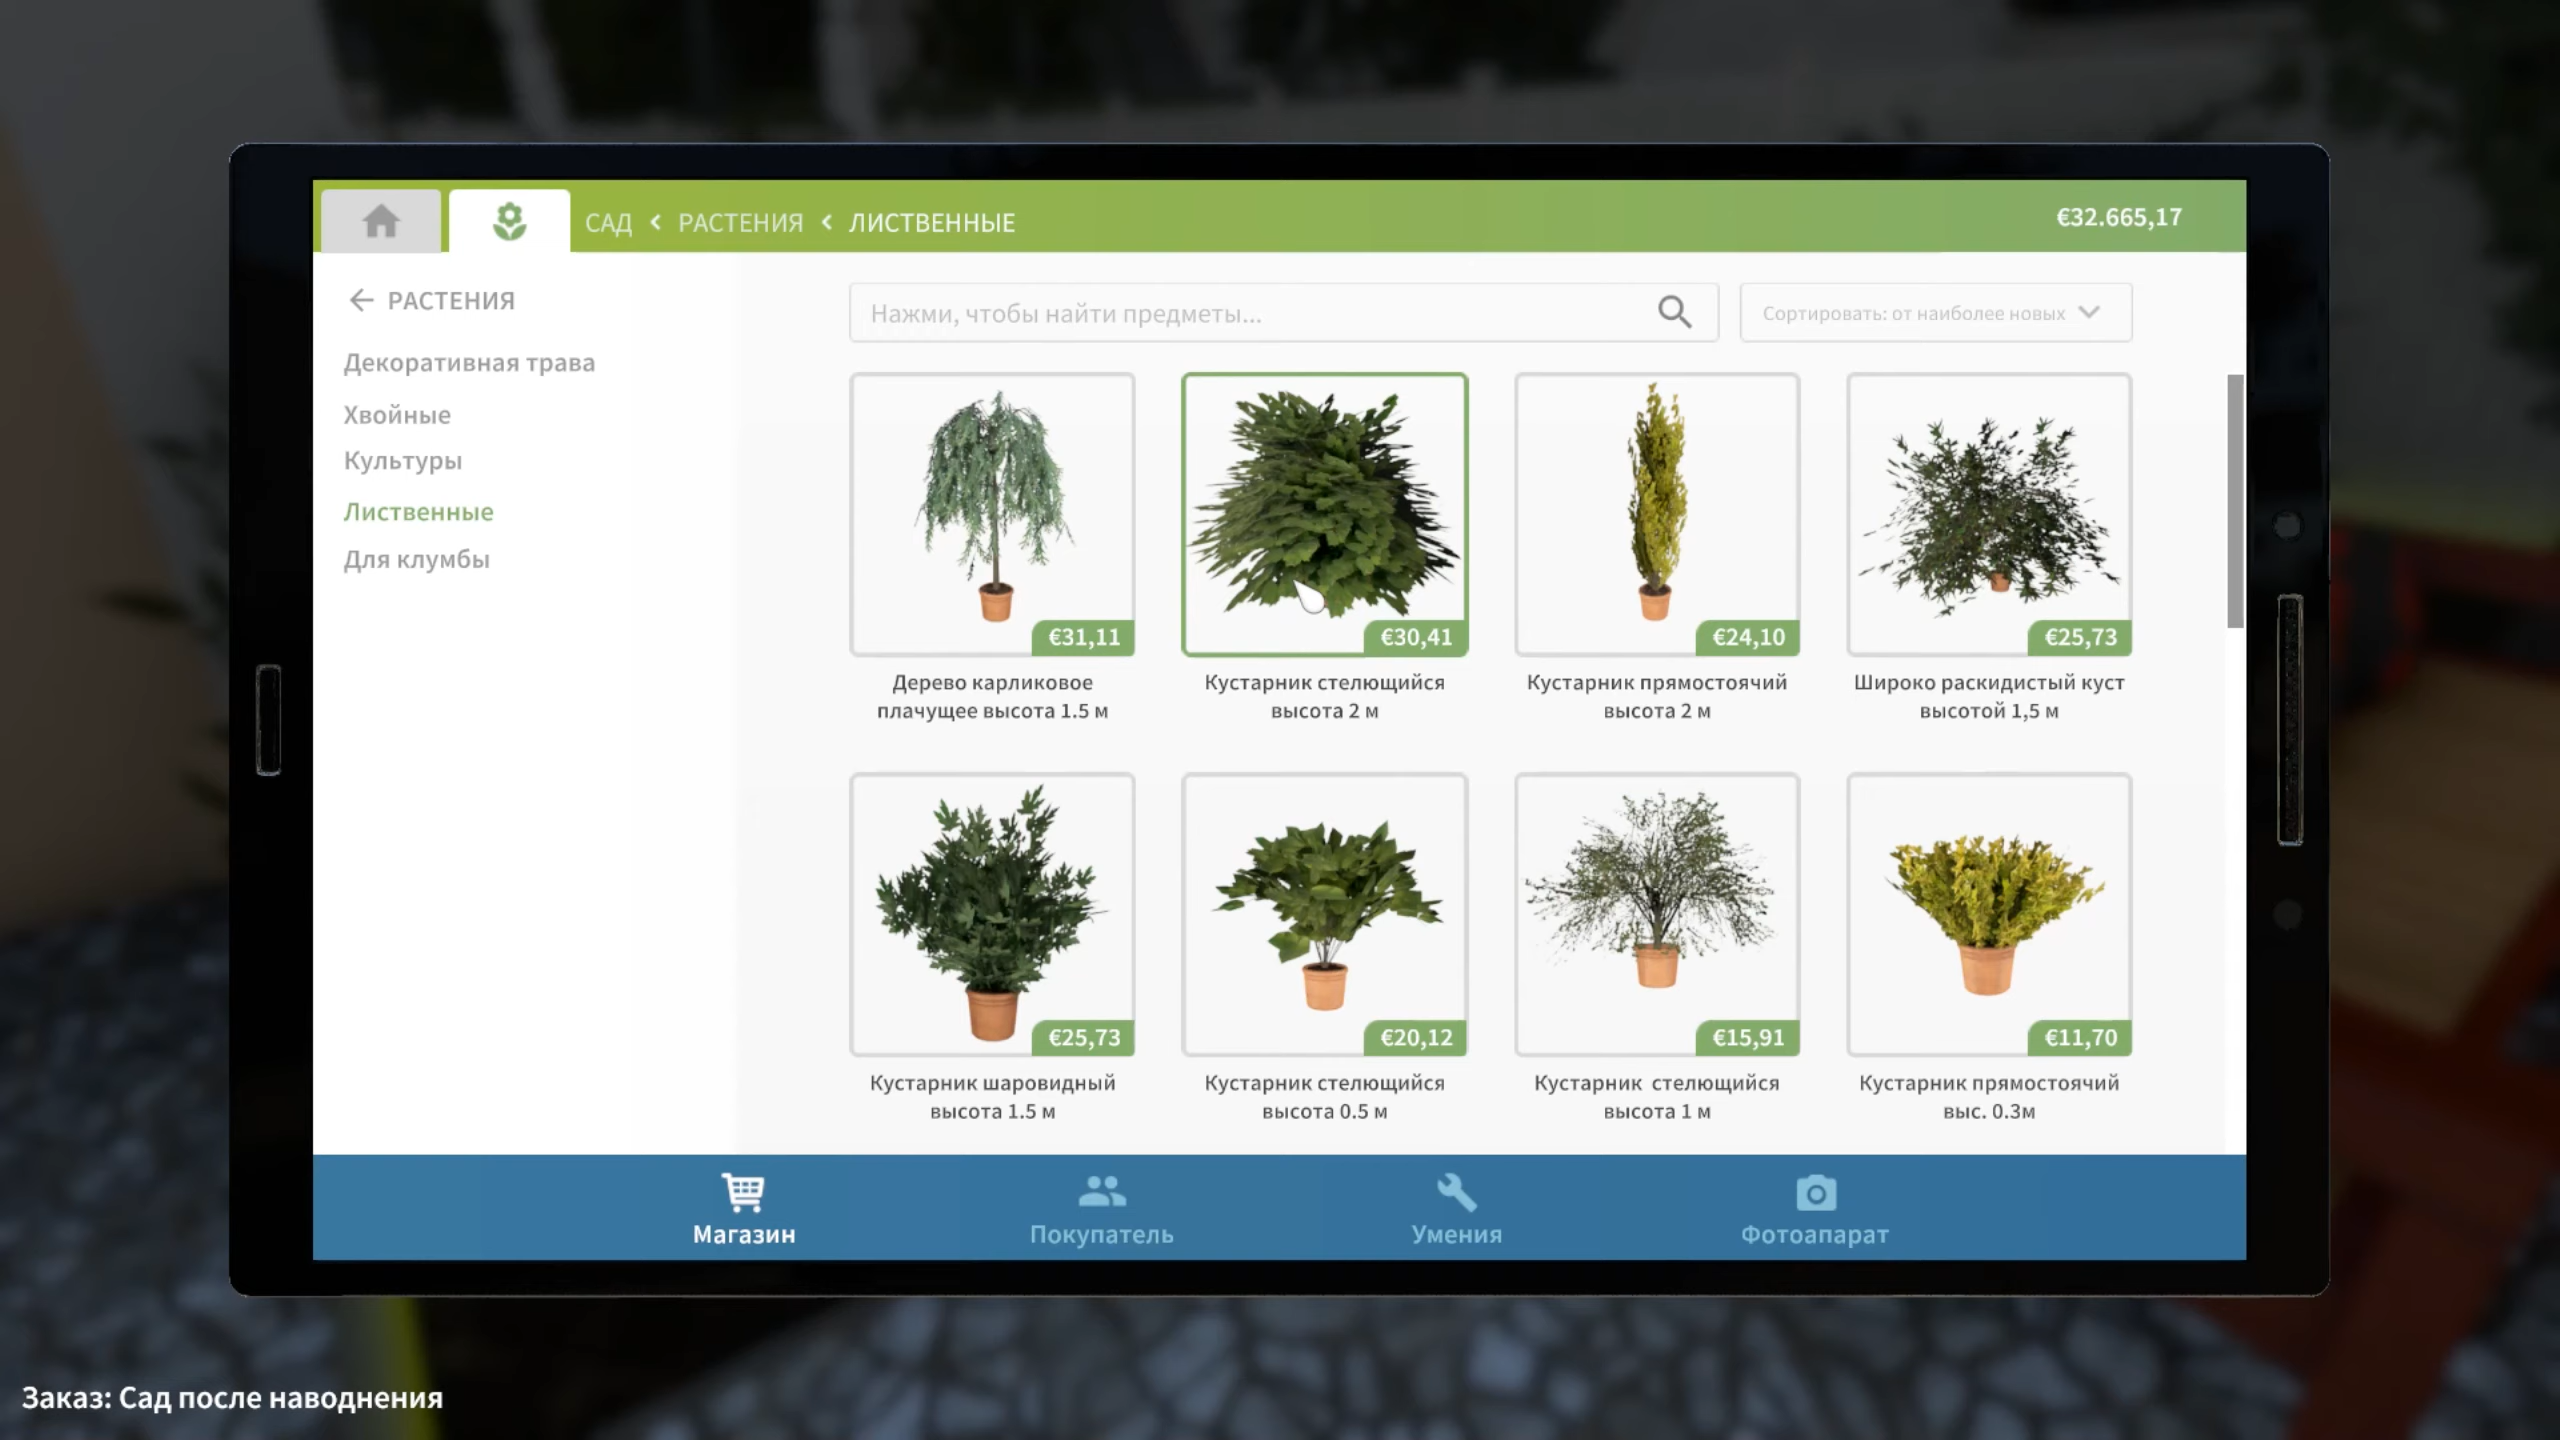 САД < РАСТЕНИЯ < ЛИСТВЕННЫЕ
€32.665,17
РАСТЕНИЯ
Декоративная трава
Хвойные
Культуры
Лиственные
Для клумбы
Нажми, чтобы найти предметы...
Сортировать: от наиболее новых
€31,11
Дерево карликовое
плачущее высота 1.5 м
€30,41
Кустарник стелющийся
высота 2 м
€24,10
Кустарник прямостоячий
высота 2 м
€25,73
Широко раскидистый куст
высотой 1,5 м
€25,73
Кустарник шаровидный
высота 1.5 м
€20,12
Кустарник стелющийся
высота 0.5 м
€15,91
Кустарник стелющийся
высота 1 м
€11,70
Кустарник прямостоячий
выс. 0.3м
Магазин
Покупатель
Умения
Фотоапарат
Заказ: Сад после наводнения